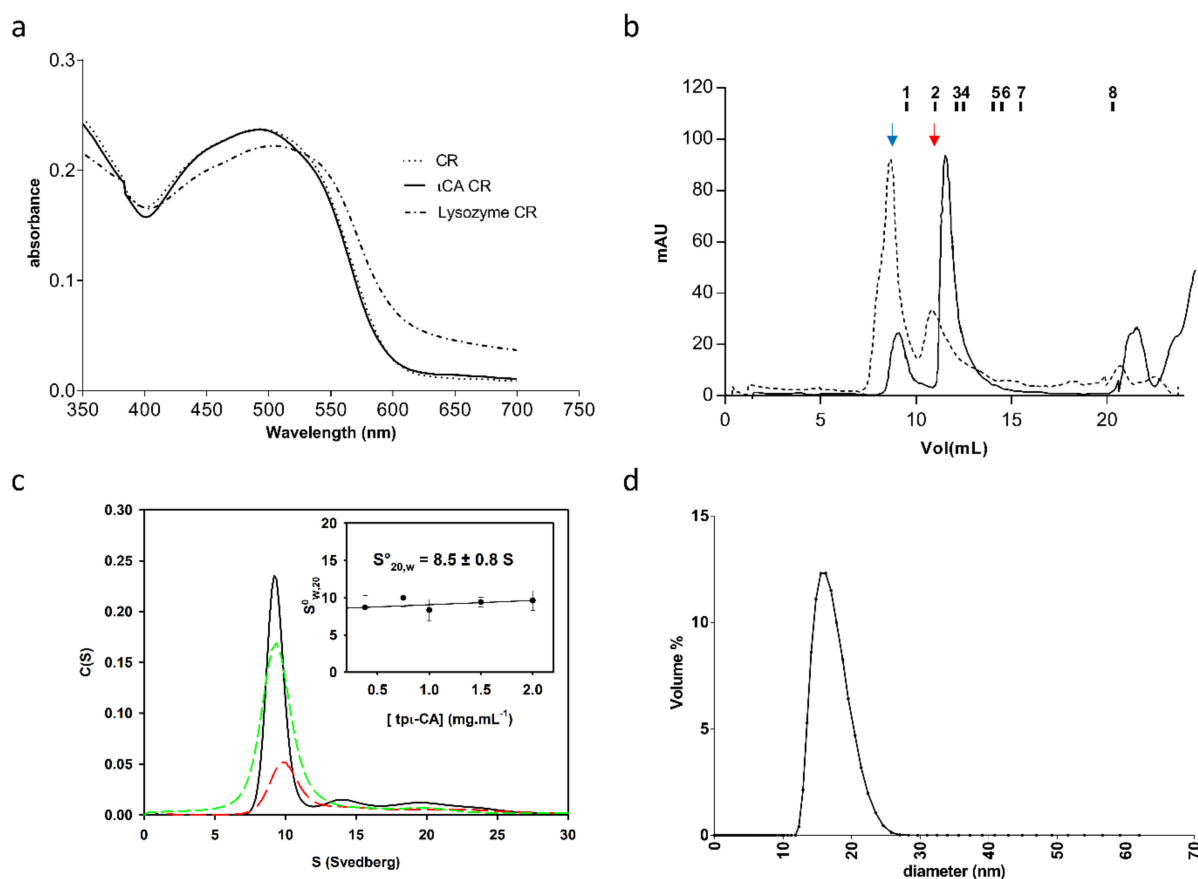 a
0.3
0.2
0.1
0.0
absorbance
350 400 450 500 550 600 650 700 750
Wavelength (nm)
CR
ιCA CR
Lysozyme CR
b
120
100
80
60
40
20
0
mAU
1 2 34 56 7 8
0 5 10 15 20
Vol(mL)
c
0.30
0.25
0.20
0.15
0.10
0.05
0.00
C(S)
0 5 10 15 20 25 30
S (Svedberg)
20
15
10
5
0
S⁰w,20
S°20,w = 8.5 ± 0.8 S
0.5 1.0 1.5 2.0
[ tpι-CA] (mg.mL⁻¹)
d
15
10
5
0
Volume %
0 10 20 30 40 50 60 70
diameter (nm)